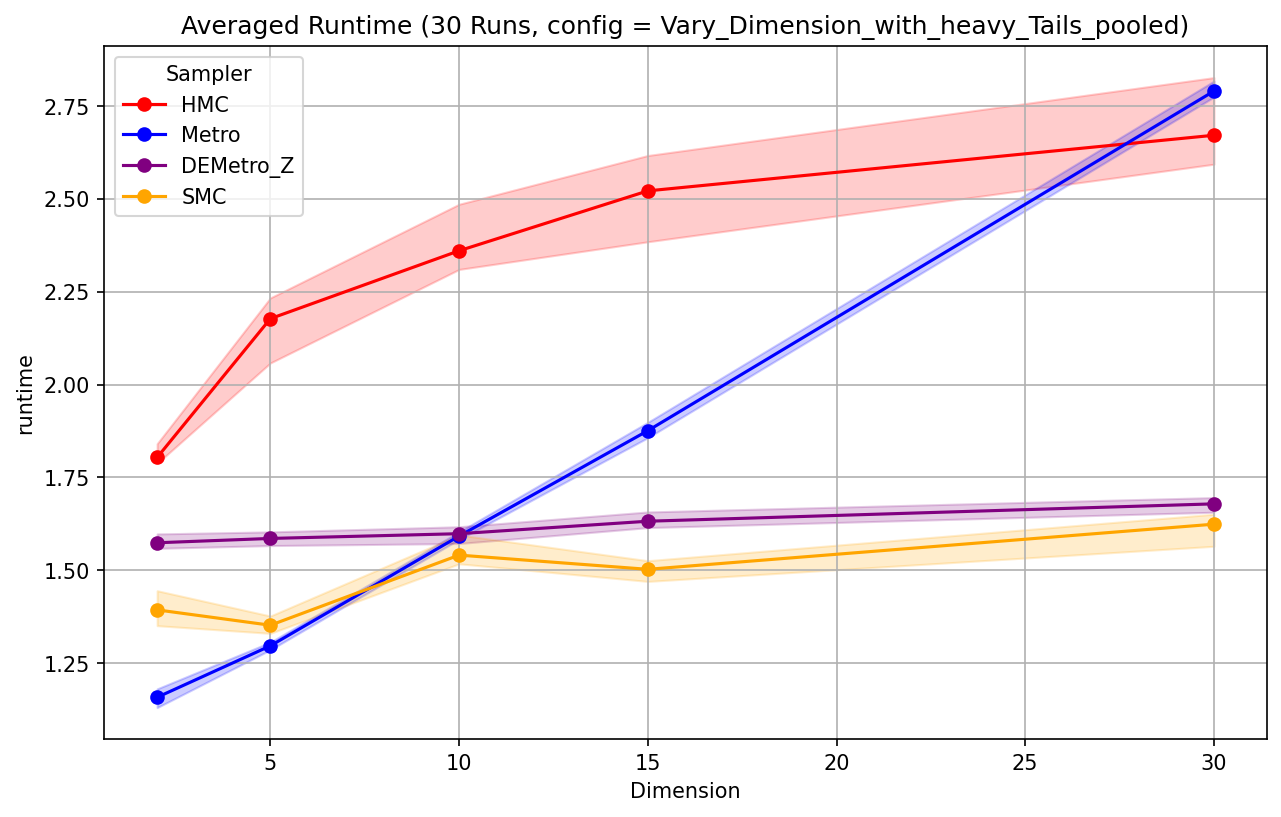 Averaged Runtime (30 Runs, config = Vary_Dimension_with_heavy_Tails_pooled)
Sampler
HMC
Metro
DEMetro_Z
SMC
runtime
2.75
2.50
2.25
2.00
1.75
1.50
1.25
5 10 15 20 25 30
Dimension